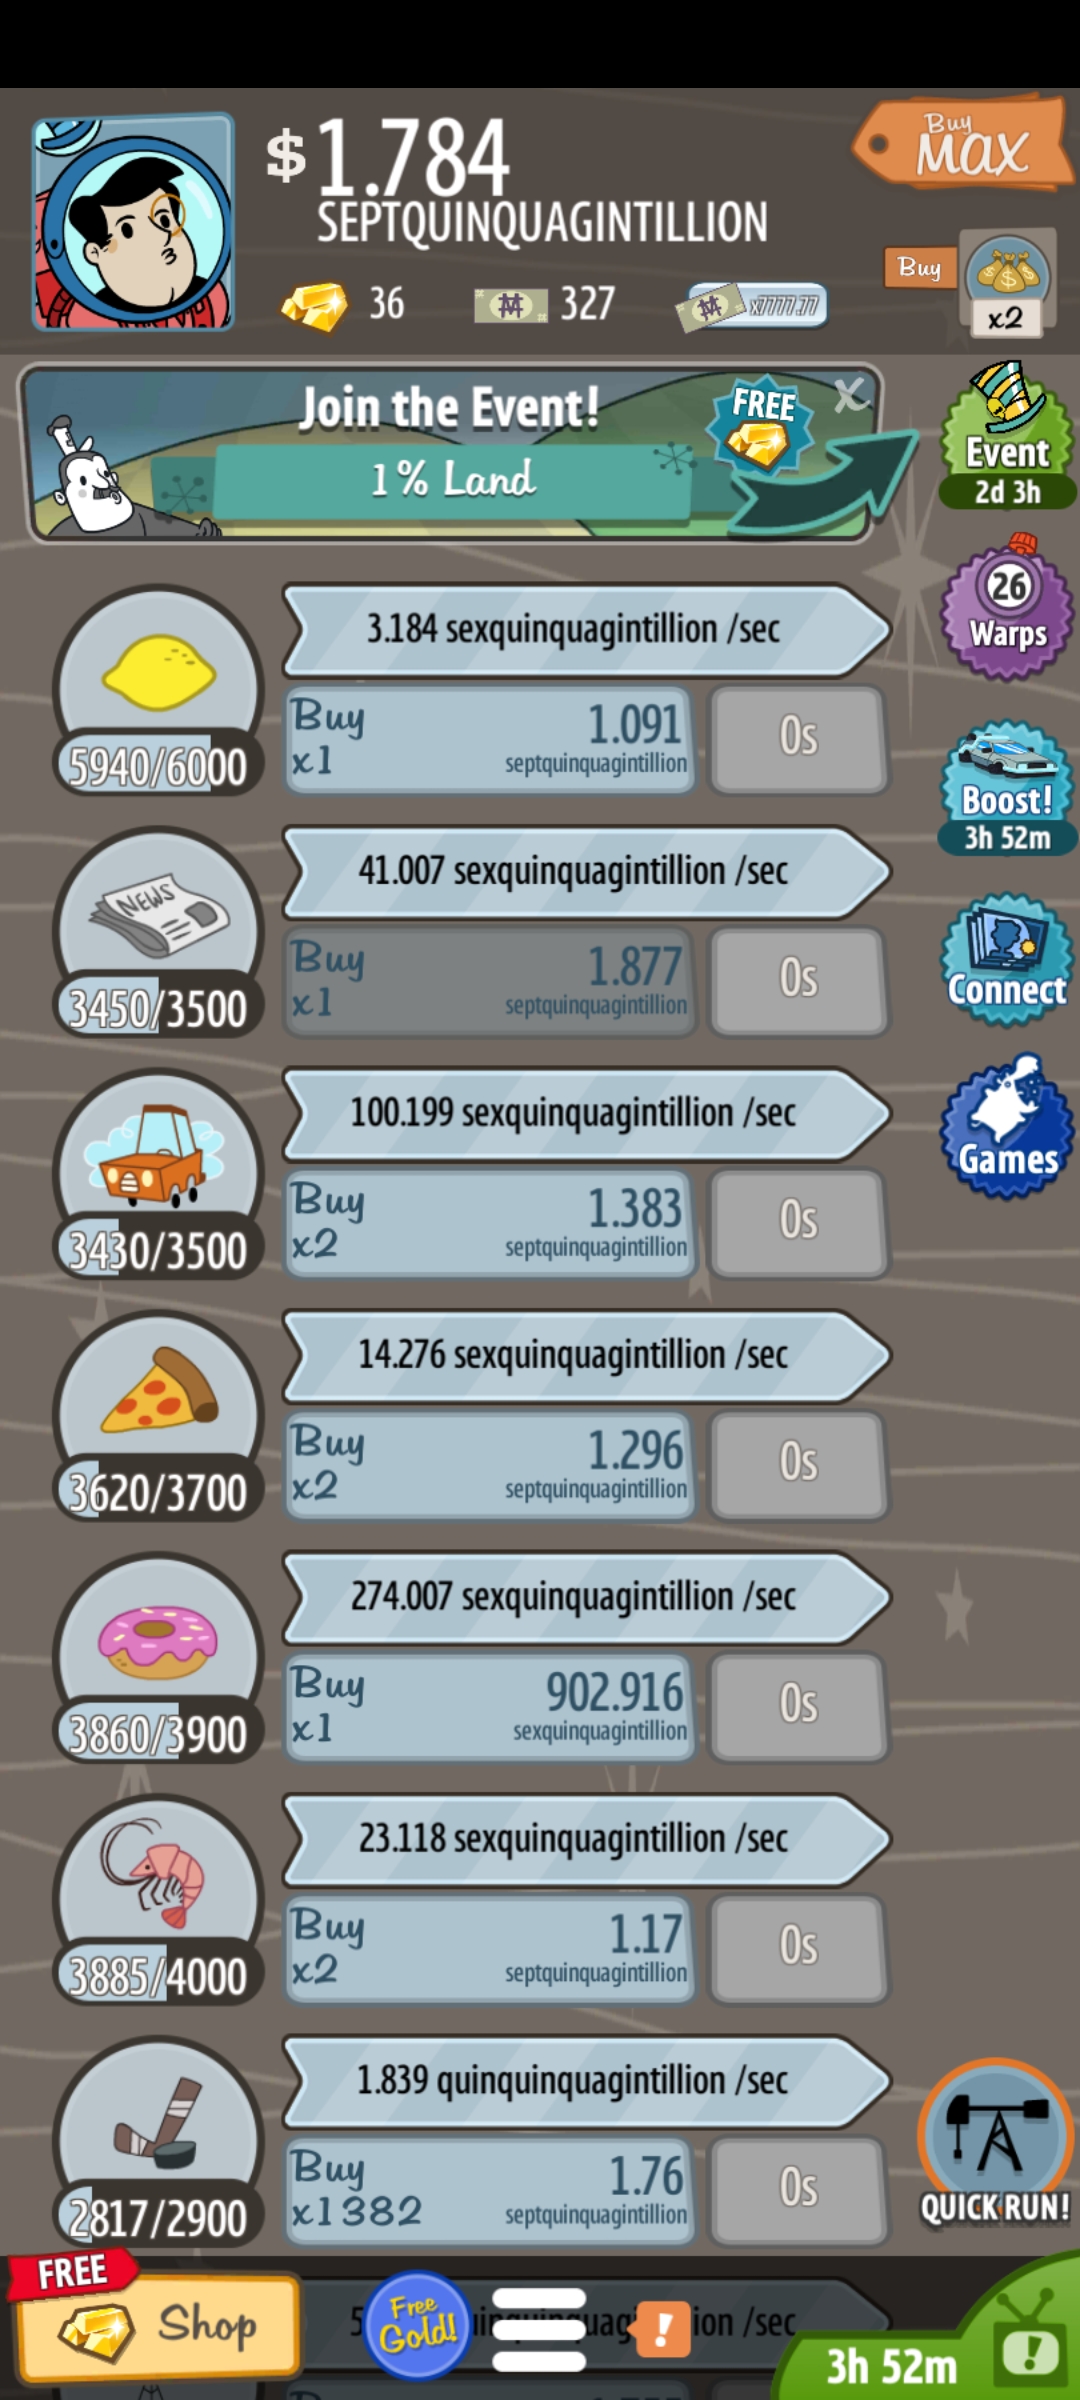 $1.784
SEPTQUINQUAGINTILLION
Buy
MAX
36
327
x7777.77
Buy
x2
Join the Event!
1% Land
FREE
X
Event
2d 3h
26
Warps
3.184 sexquinquagintillion /sec
Buy
x1
1.091
septquinquagintillion
0s
5940/6000
Boost!
3h 52m
41.007 sexquinquagintillion /sec
NEWS
Buy
x1
1.877
septquinquagintillion
0s
3450/3500
Connect
100.199 sexquinquagintillion /sec
Buy
x2
1.383
septquinquagintillion
0s
3430/3500
Games
14.276 sexquinquagintillion /sec
Buy
x2
1.296
septquinquagintillion
0s
3620/3700
274.007 sexquinquagintillion /sec
Buy
x1
902.916
sexquinquagintillion
0s
3860/3900
23.118 sexquinquagintillion /sec
Buy
x2
1.17
septquinquagintillion
0s
3885/4000
1.839 quinquinquagintillion /sec
Buy
x1382
1.76
septquinquagintillion
0s
2817/2900
QUICK RUN!
FREE
Shop
Free
Gold!
!
/sec
3h 52m
!